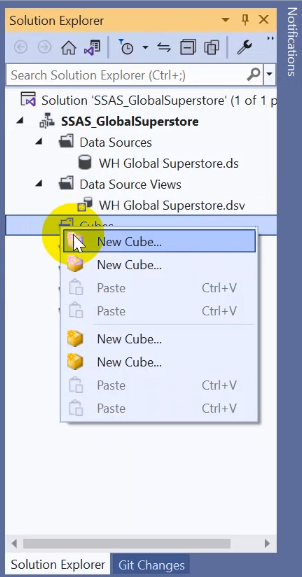 Solution Explorer
Notifications
Search Solution Explorer (Ctrl+;)
Solution 'SSAS_GlobalSuperstore' (1 of 1 p
SSAS_GlobalSuperstore
Data Sources
WH Global Superstore.ds
Data Source Views
WH Global Superstore.dsv
Cubes
New Cube...
New Cube...
Paste Ctrl+V
Paste Ctrl+V
New Cube...
New Cube...
Paste Ctrl+V
Paste Ctrl+V
Solution Explorer Git Changes